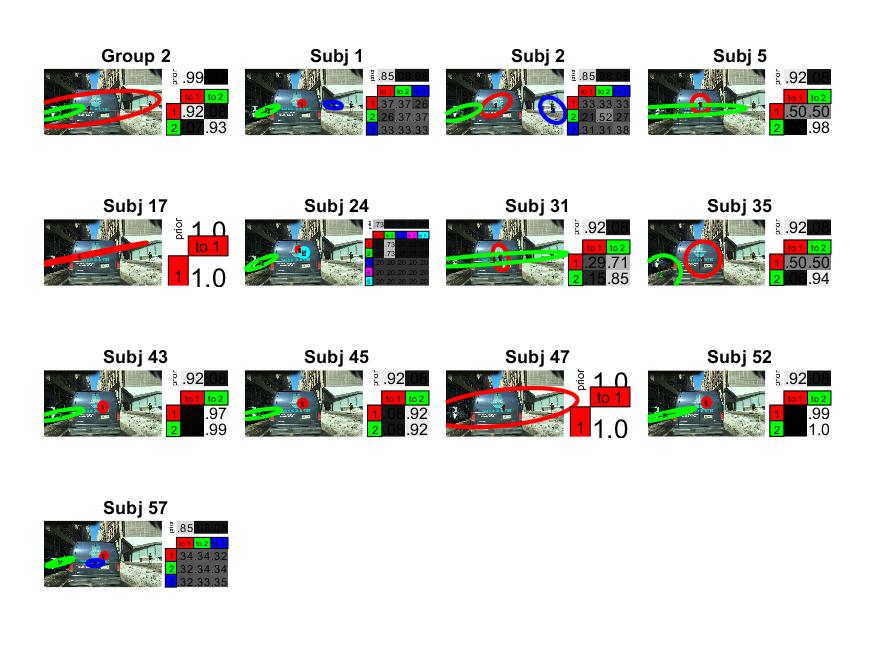 Group 2 Subj 1 Subj 2 Subj 5
prior .99 prior .85 prior .85 prior .92 .08
to 1 to 2 to 1 to 2
1 .92 1 .37 .37 .26 1 .33 .33 .33 1 .50 .50
2 .93 2 .26 .37 .37 2 .21 .52 .27 2 .98
.33 .33 .33 .31 .31 .38
Subj 17 Subj 24 Subj 31 Subj 35
prior 1.0 .73 prior .92 .08 prior .92 .08
to 1 to 1 to 2 to 1 to 2
1 1.0 .73 1 .29 .71 1 .50 .50
.73 2 .15 .85 2 .94
.20 .20 .20 .20 .20
.20 .20 .20 .20 .20
.20 .20 .20 .20 .20
Subj 43 Subj 45 Subj 47 Subj 52
prior .92 .08 prior .92 .08 prior 1.0 prior .92 .08
to 1 to 2 to 1 to 2 to 1 to 1 to 2
1 .97 1 .08 .92 1 1.0 1 .99
2 .99 2 .08 .92 2 1.0
Subj 57
prior .85
to 1 to 2
1 .34 .34 .32
2 .32 .34 .34
.32 .33 .35